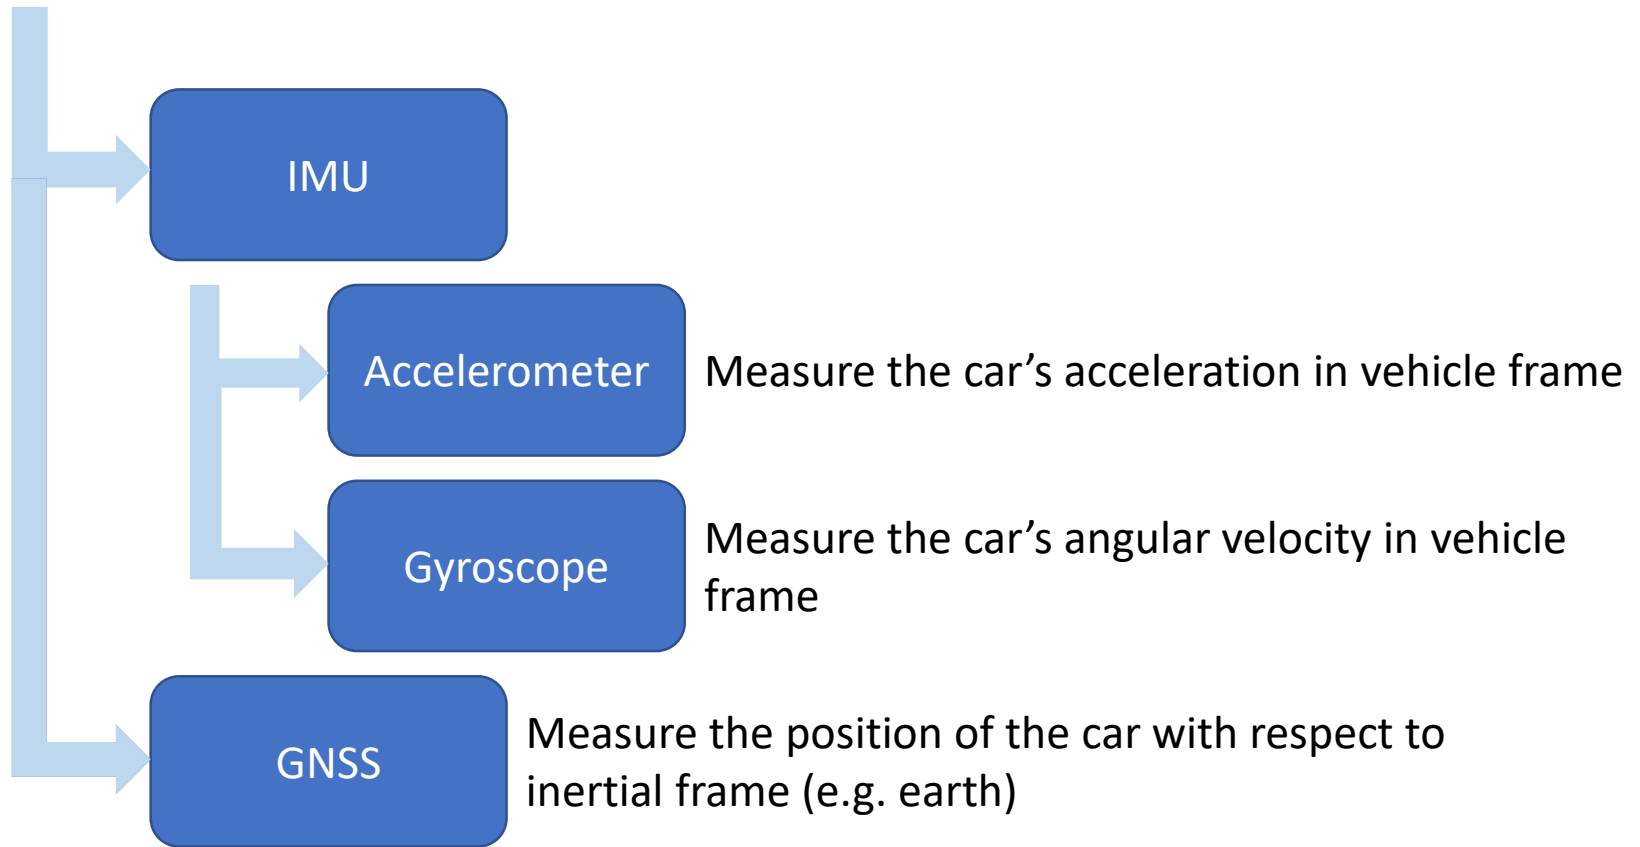 IMU
Accelerometer
Measure the car’s acceleration in vehicle frame
Gyroscope
Measure the car’s angular velocity in vehicle
frame
GNSS
Measure the position of the car with respect to
inertial frame (e.g. earth)